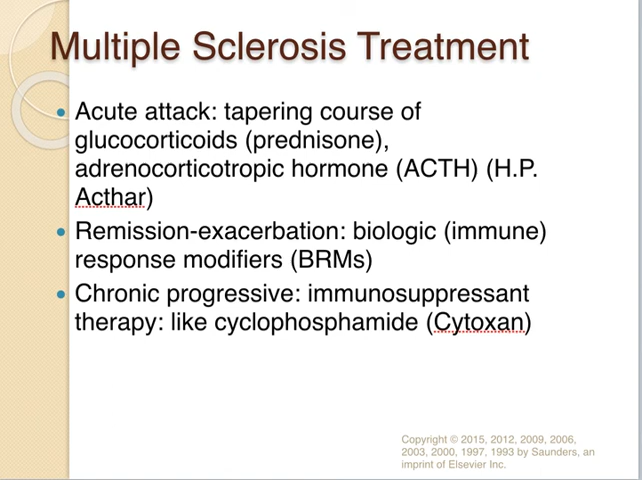 Multiple Sclerosis Treatment
• Acute attack: tapering course of
glucocorticoids (prednisone),
adrenocorticotropic hormone (ACTH) (H.P.
Acthar)
• Remission-exacerbation: biologic (immune)
response modifiers (BRMs)
• Chronic progressive: immunosuppressant
therapy: like cyclophosphamide (Cytoxan)
Copyright © 2015, 2012, 2009, 2006,
2003, 2000, 1997, 1993 by Saunders, an
imprint of Elsevier Inc.